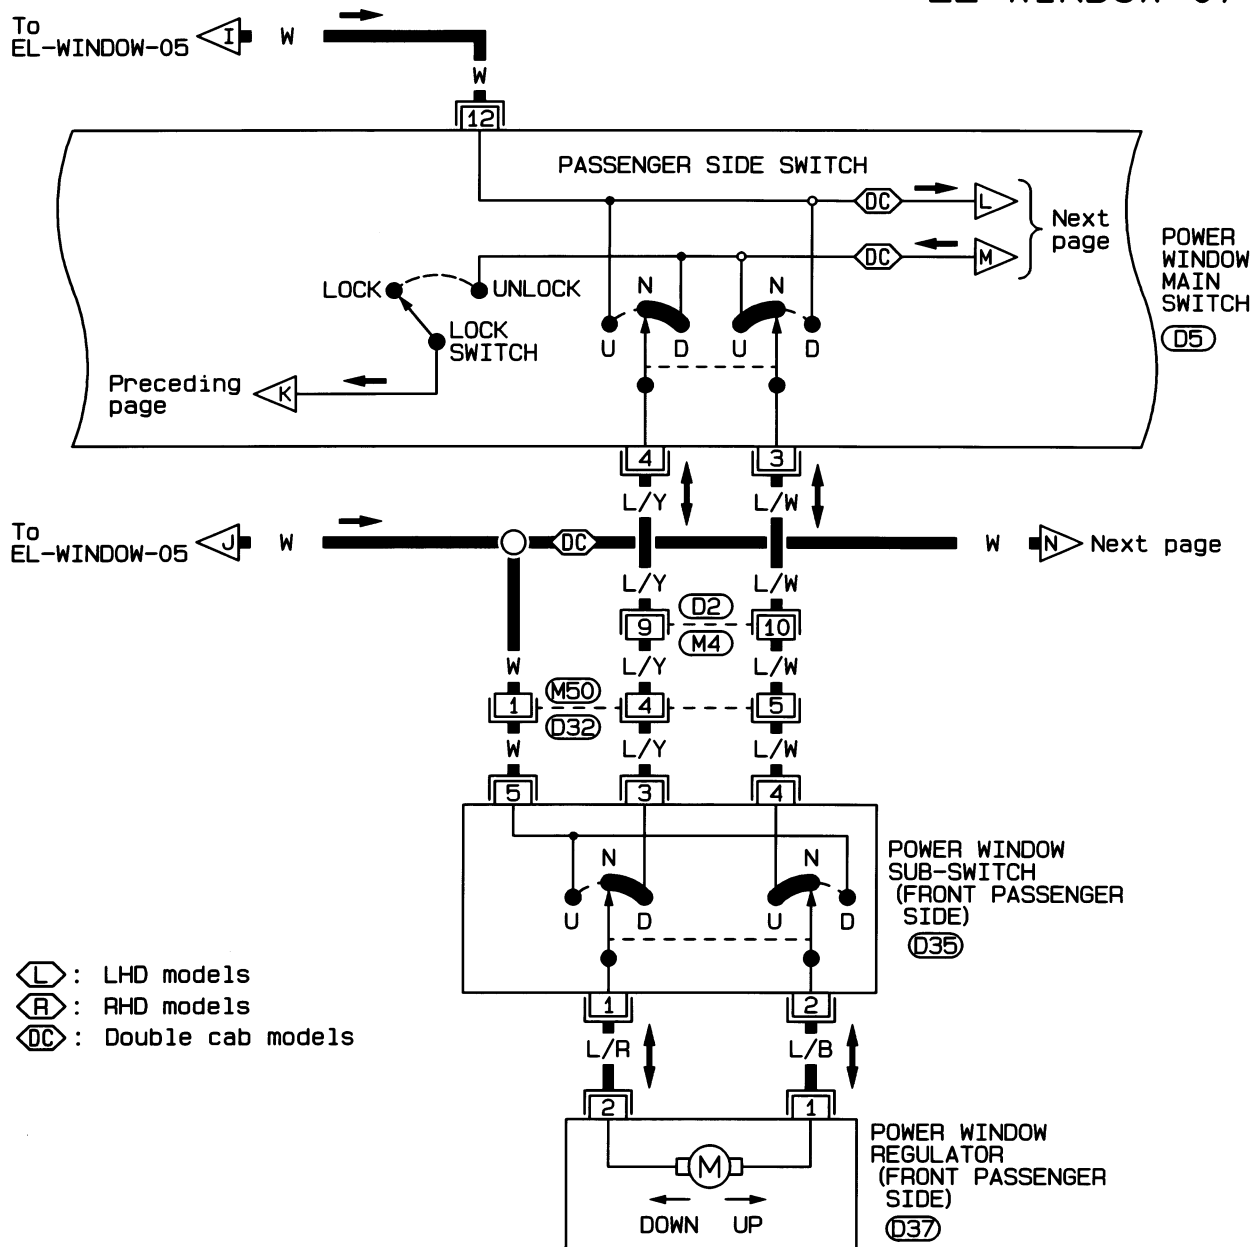 To
EL-WINDOW-05
I
W
W
12
PASSENGER SIDE SWITCH
DC
L
DC
M
Next
page
POWER
WINDOW
MAIN
SWITCH
D5
LOCK
UNLOCK
LOCK
SWITCH
N
N
U
D
U
D
Preceding
page
K
4
3
L/Y
L/W
To
EL-WINDOW-05
J
W
DC
W
N
Next page
L/Y
L/W
9
D2
M4
10
W
L/Y
L/W
1
M50
D32
4
5
W
L/Y
L/W
5
3
4
N
N
U
D
U
D
POWER WINDOW
SUB-SWITCH
(FRONT PASSENGER
SIDE)
D35
L : LHD models
R : RHD models
DC : Double cab models
1
2
L/R
L/B
2
1
M
DOWN
UP
POWER WINDOW
REGULATOR
(FRONT PASSENGER
SIDE)
D37